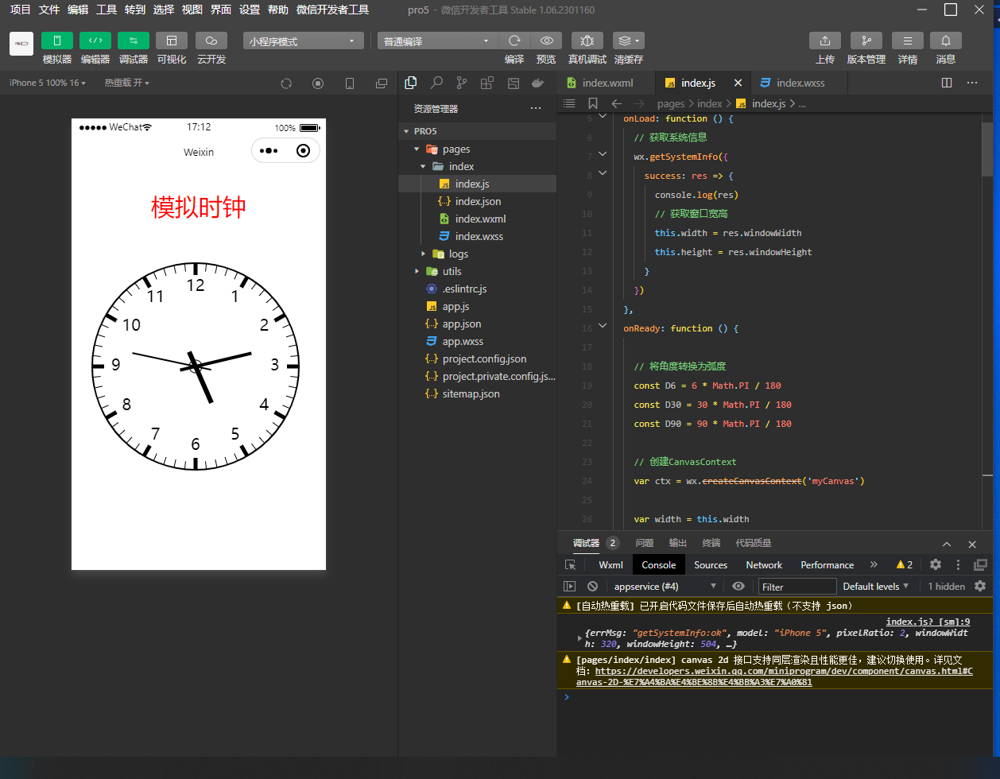 项目 文件 编辑 工具 转到 选择 视图 界面 设置 帮助 微信开发者工具 pro5 - 微信开发者工具 Stable 1.06.2301160
模拟器 编辑器 调试器 可视化 云开发 小程序模式 普通编译 编译 预览 真机调试 清缓存 上传 版本管理 详情 消息
iPhone 5 100% 16 热重载 开
WeChat 17:12 100%
Weixin
模拟时钟
12
11 1
10 2
9 3
8 4
7 5
6
资源管理器 ...
PRO5
pages
index
index.js
index.json
index.wxml
index.wxss
logs
utils
.eslintrc.js
app.js
app.json
app.wxss
project.config.json
project.private.config.js...
sitemap.json
index.wxml index.js index.wxss
pages > index > index.js > ...
5 onLoad: function () {
6 // 获取系统信息
7 wx.getSystemInfo({
8 success: res => {
9 console.log(res)
10 // 获取窗口宽高
11 this.width = res.windowWidth
12 this.height = res.windowHeight
13 }
14 })
15 },
16 onReady: function () {
17
18 // 将角度转换为弧度
19 const D6 = 6 * Math.PI / 180
20 const D30 = 30 * Math.PI / 180
21 const D90 = 90 * Math.PI / 180
22
23 // 创建CanvasContext
24 var ctx = wx.createCanvasContext('myCanvas')
25
26 var width = this.width
调试器 2 问题 输出 终端 代码质量
Wxml Console Sources Network Performance » 2
appservice (#4) Filter Default levels 1 hidden
[自动热重载] 已开启代码文件保存后自动热重载（不支持 json）
index.js? [sm]:9
{errMsg: "getSystemInfo:ok", model: "iPhone 5", pixelRatio: 2, windowWidt
h: 320, windowHeight: 504, …}
[pages/index/index] canvas 2d 接口支持同层渲染且性能更佳，建议切换使用。详见文
档: https://developers.weixin.qq.com/miniprogram/dev/component/canvas.html#C
anvas-2D-%E7%A4%BA%E4%BE%8B%E4%BB%A3%E7%A0%81